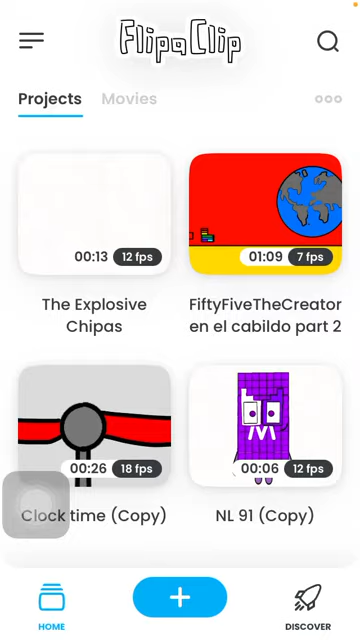 FlipaClip
Projects Movies
00:13 12 fps
01:09 7 fps
The Explosive
Chipas
FiftyFiveTheCreator
en el cabildo part 2
00:26 18 fps
00:06 12 fps
Clock time (Copy)
NL 91 (Copy)
HOME
DISCOVER